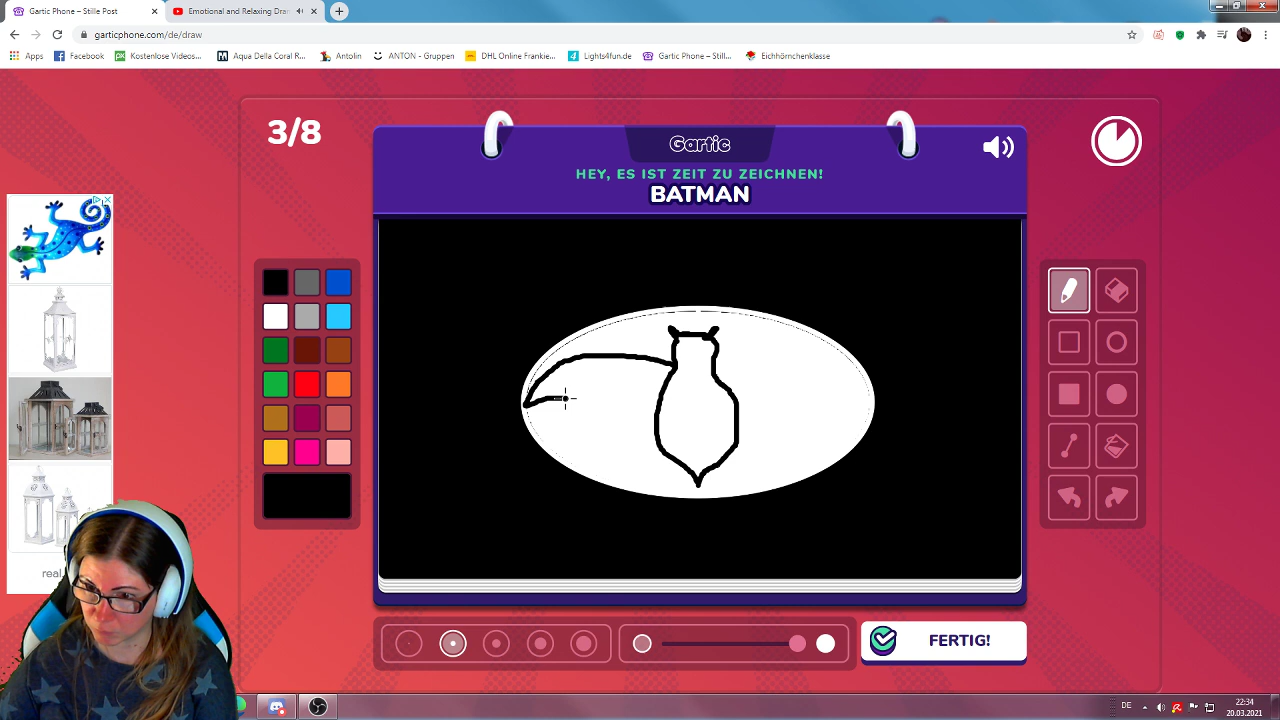 Gartic Phone – Stille Post
Emotional and Relaxing Dran
garticphone.com/de/draw
Apps
Facebook
Kostenlose Videos...
Aqua Della Coral R...
Antolin
ANTON - Gruppen
DHL Online Frankie...
Lights4fun.de
Gartic Phone – Still...
Eichhörnchenklasse
3/8
Gartic
HEY, ES IST ZEIT ZU ZEICHNEN!
BATMAN
real.
FERTIG!
DE
22:34
20.03.2021